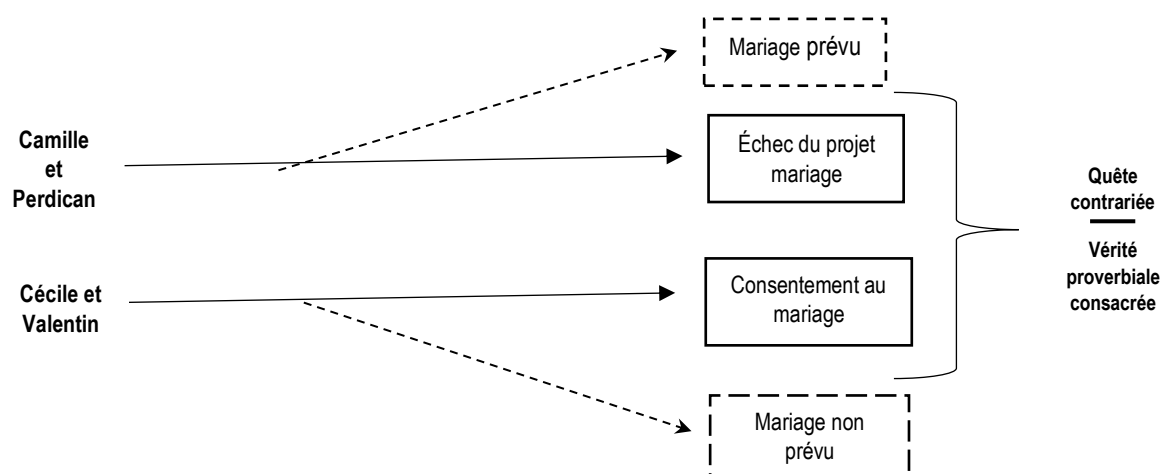 Mariage prévu
Camille
et
Perdican
Échec du projet
mariage
Quête
contrariée
Vérité
proverbiale
consacrée
Cécile et
Valentin
Consentement au
mariage
Mariage non
prévu